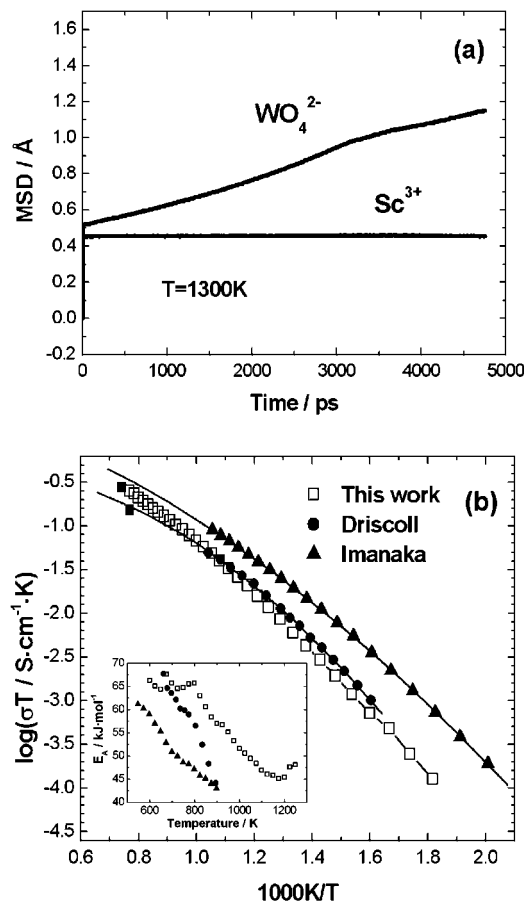 (a)
MSD / Å
1.6
1.4
1.2
1.0
0.8
0.6
0.4
0.2
0.0
-0.2
WO₄²⁻
Sc³⁺
T=1300K
0 1000 2000 3000 4000 5000
Time / ps
(b)
log(σT / S·cm⁻¹·K)
-0.5
-1.0
-1.5
-2.0
-2.5
-3.0
-3.5
-4.0
-4.5
This work
Driscoll
Imanaka
E_A / kJ·mol⁻¹
70
65
60
55
50
45
40
600 800 1000 1200
Temperature / K
0.6 0.8 1.0 1.2 1.4 1.6 1.8 2.0
1000K/T